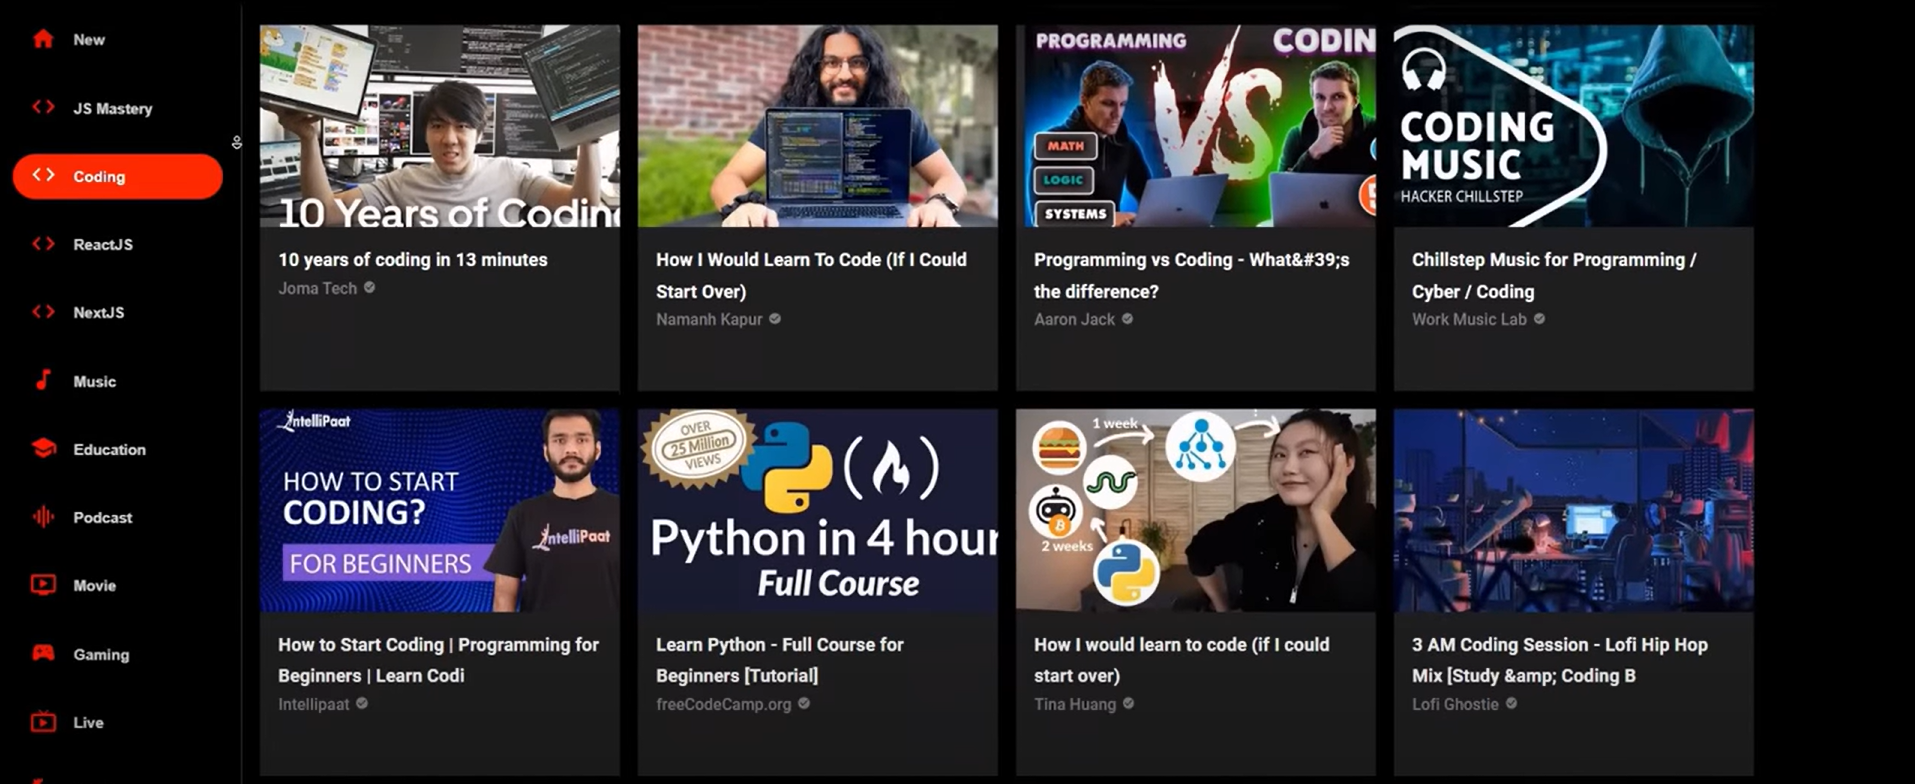 New
JS Mastery
Coding
ReactJS
NextJS
Music
Education
Podcast
Movie
Gaming
Live
10 Years of Coding
10 years of coding in 13 minutes
Joma Tech
How I Would Learn To Code (If I Could
Start Over)
Namanh Kapur
PROGRAMMING
CODIN
VS
MATH
LOGIC
SYSTEMS
Programming vs Coding - What&#39;s
the difference?
Aaron Jack
CODING
MUSIC
HACKER CHILLSTEP
Chillstep Music for Programming /
Cyber / Coding
Work Music Lab
IntelliPaat
HOW TO START
CODING?
FOR BEGINNERS
IntelliPaat
How to Start Coding | Programming for
Beginners | Learn Codi
Intellipaat
OVER
25 Million
VIEWS
Python in 4 hour
Full Course
Learn Python - Full Course for
Beginners [Tutorial]
freeCodeCamp.org
1 week
2 weeks
How I would learn to code (if I could
start over)
Tina Huang
3 AM Coding Session - Lofi Hip Hop
Mix [Study &amp; Coding B
Lofi Ghostie